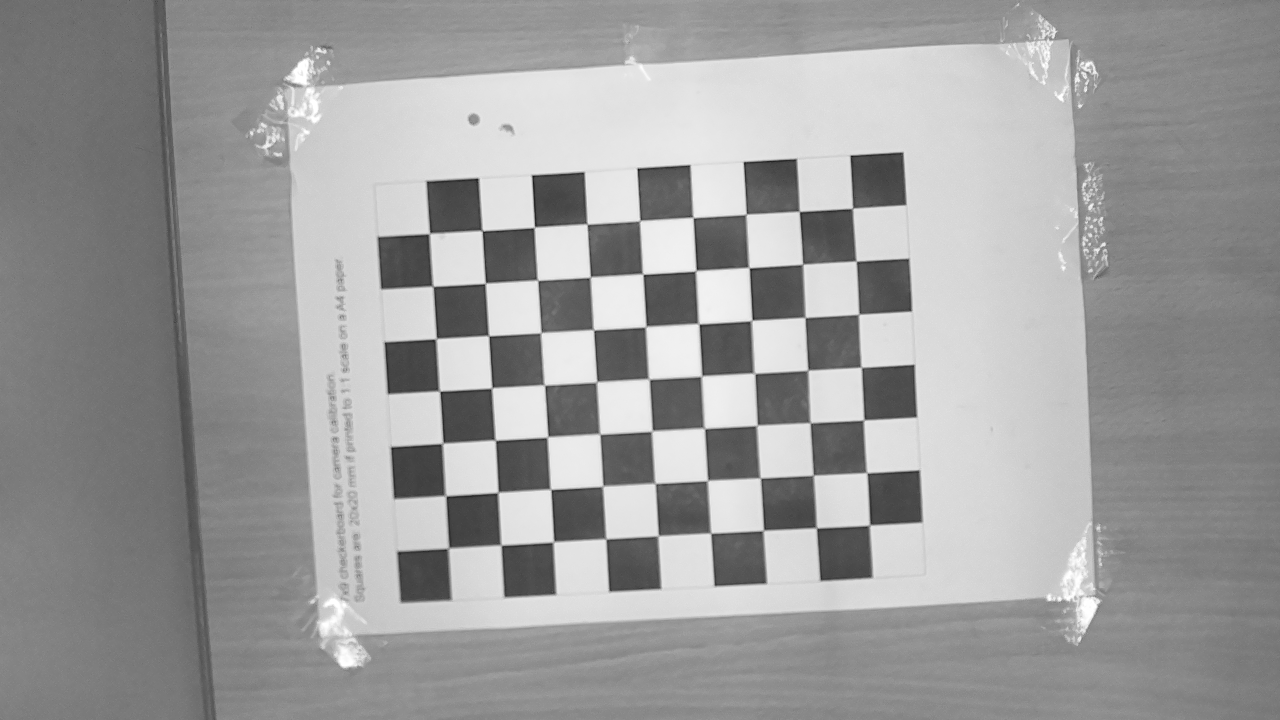 7x9 checkerboard for camera calibration.
Squares are: 20x20 mm if printed to 1:1 scale on a A4 paper.